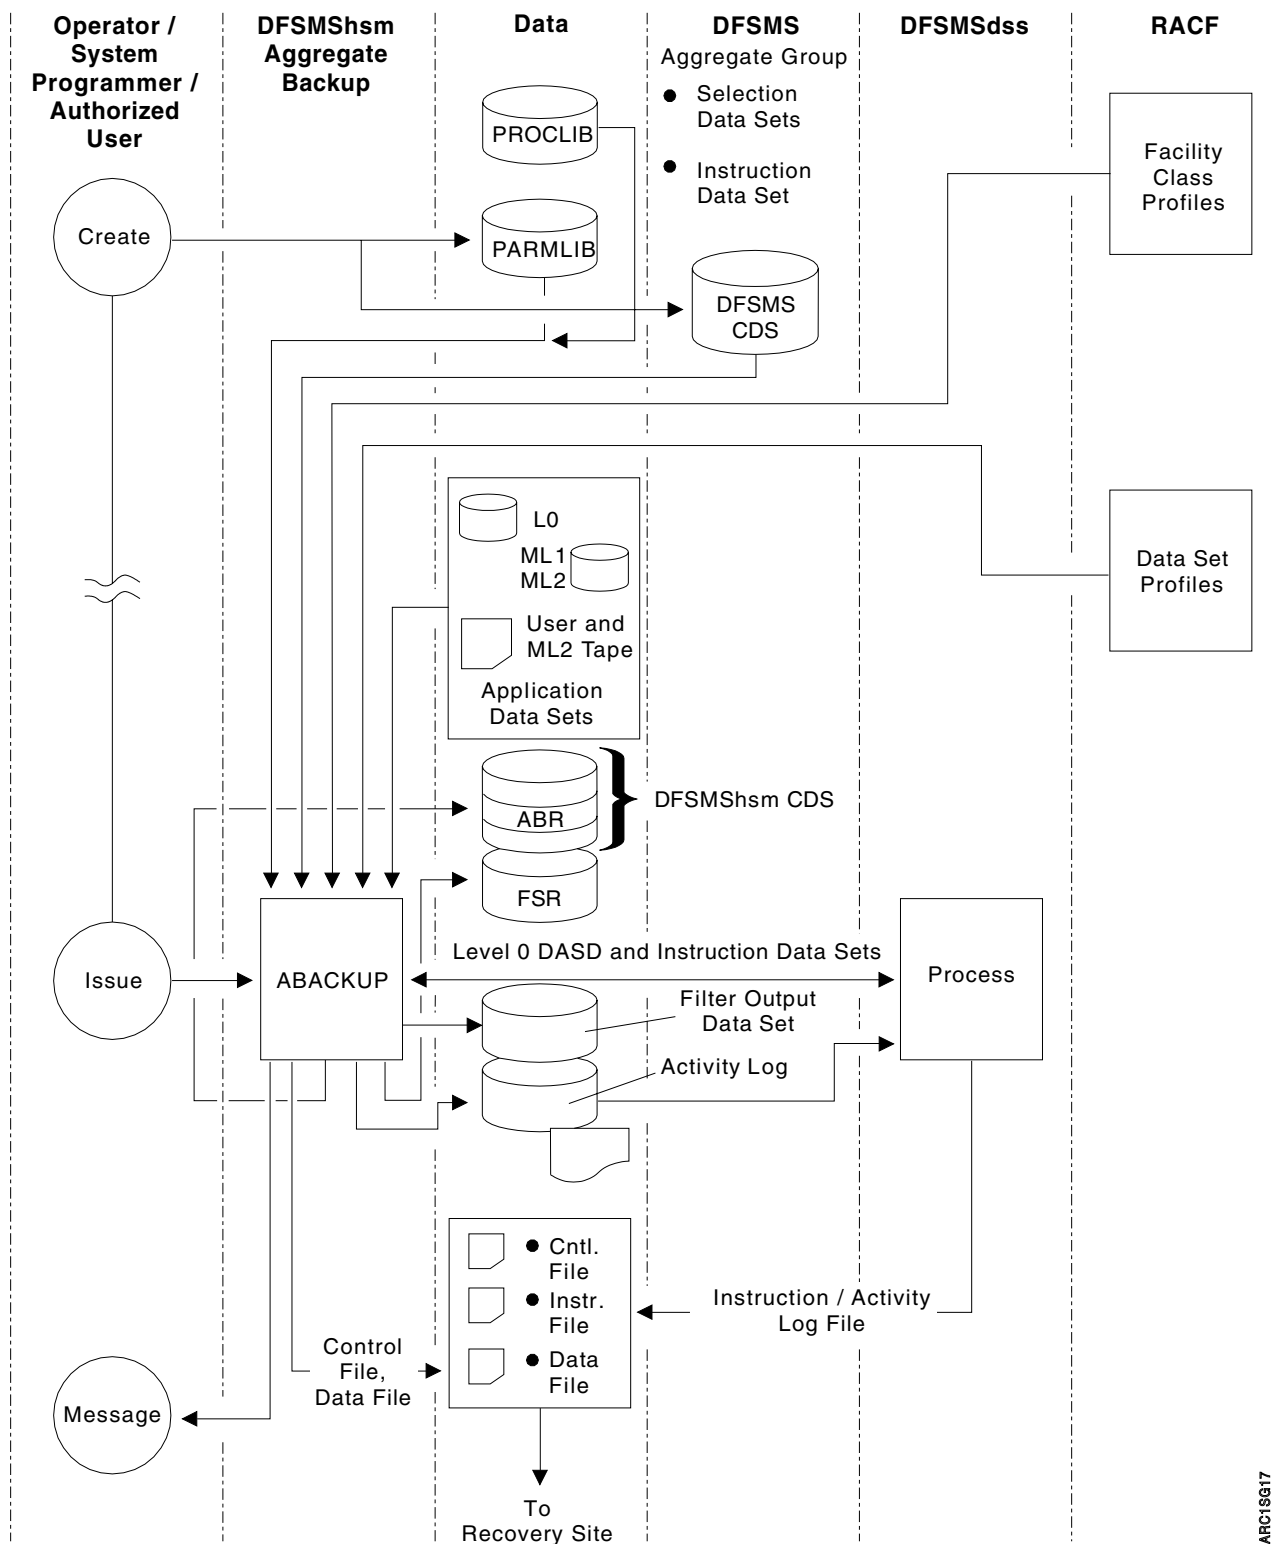 Operator /
System
Programmer /
Authorized
User
DFSMShsm
Aggregate
Backup
Data
DFSMS
Aggregate Group
DFSMSdss
RACF
Selection
Data Sets
Instruction
Data Set
PROCLIB
PARMLIB
Create
Facility
Class
Profiles
DFSMS
CDS
L0
ML1
ML2
User and
ML2 Tape
Application
Data Sets
Data Set
Profiles
ABR
DFSMShsm CDS
FSR
Level 0 DASD and Instruction Data Sets
Issue
ABACKUP
Process
Filter Output
Data Set
Activity Log
Cntl.
File
Instr.
File
Data
File
Instruction / Activity
Log File
Control
File,
Data File
Message
To
Recovery Site
ARC1SG17